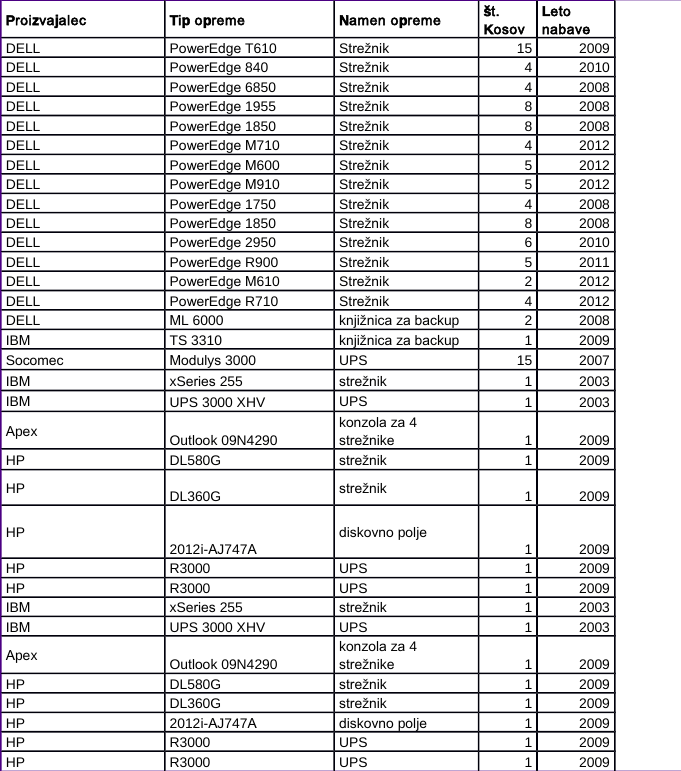 Proizvajalec Tip opreme Namen opreme št. Kosov Leto nabave
DELL PowerEdge T610 Strežnik 15 2009
DELL PowerEdge 840 Strežnik 4 2010
DELL PowerEdge 6850 Strežnik 4 2008
DELL PowerEdge 1955 Strežnik 8 2008
DELL PowerEdge 1850 Strežnik 8 2008
DELL PowerEdge M710 Strežnik 4 2012
DELL PowerEdge M600 Strežnik 5 2012
DELL PowerEdge M910 Strežnik 5 2012
DELL PowerEdge 1750 Strežnik 4 2008
DELL PowerEdge 1850 Strežnik 8 2008
DELL PowerEdge 2950 Strežnik 6 2010
DELL PowerEdge R900 Strežnik 5 2011
DELL PowerEdge M610 Strežnik 2 2012
DELL PowerEdge R710 Strežnik 4 2012
DELL ML 6000 knjižnica za backup 2 2008
IBM TS 3310 knjižnica za backup 1 2009
Socomec Modulys 3000 UPS 15 2007
IBM xSeries 255 strežnik 1 2003
IBM UPS 3000 XHV UPS 1 2003
Apex Outlook 09N4290 konzola za 4 strežnike 1 2009
HP DL580G strežnik 1 2009
HP DL360G strežnik 1 2009
HP 2012i-AJ747A diskovno polje 1 2009
HP R3000 UPS 1 2009
HP R3000 UPS 1 2009
IBM xSeries 255 strežnik 1 2003
IBM UPS 3000 XHV UPS 1 2003
Apex Outlook 09N4290 konzola za 4 strežnike 1 2009
HP DL580G strežnik 1 2009
HP DL360G strežnik 1 2009
HP 2012i-AJ747A diskovno polje 1 2009
HP R3000 UPS 1 2009
HP R3000 UPS 1 2009